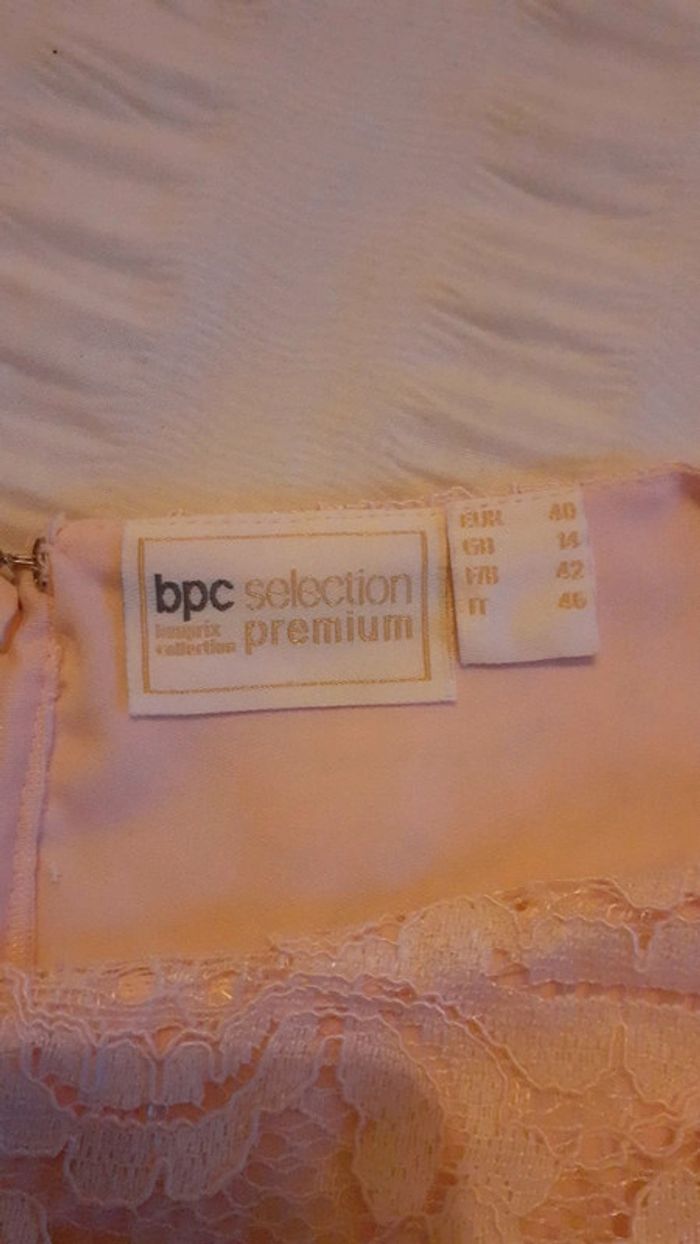 bpc selection
bonprix
collection premium
EUR 40
GB 14
F/B 42
IT 46